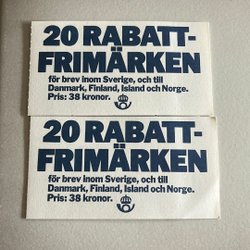 20 RABATT-
FRIMÄRKEN
för brev inom Sverige, och till
Danmark, Finland, Island och Norge.
Pris: 38 kronor.
20 RABATT-
FRIMÄRKEN
för brev inom Sverige, och till
Danmark, Finland, Island och Norge.
Pris: 38 kronor.